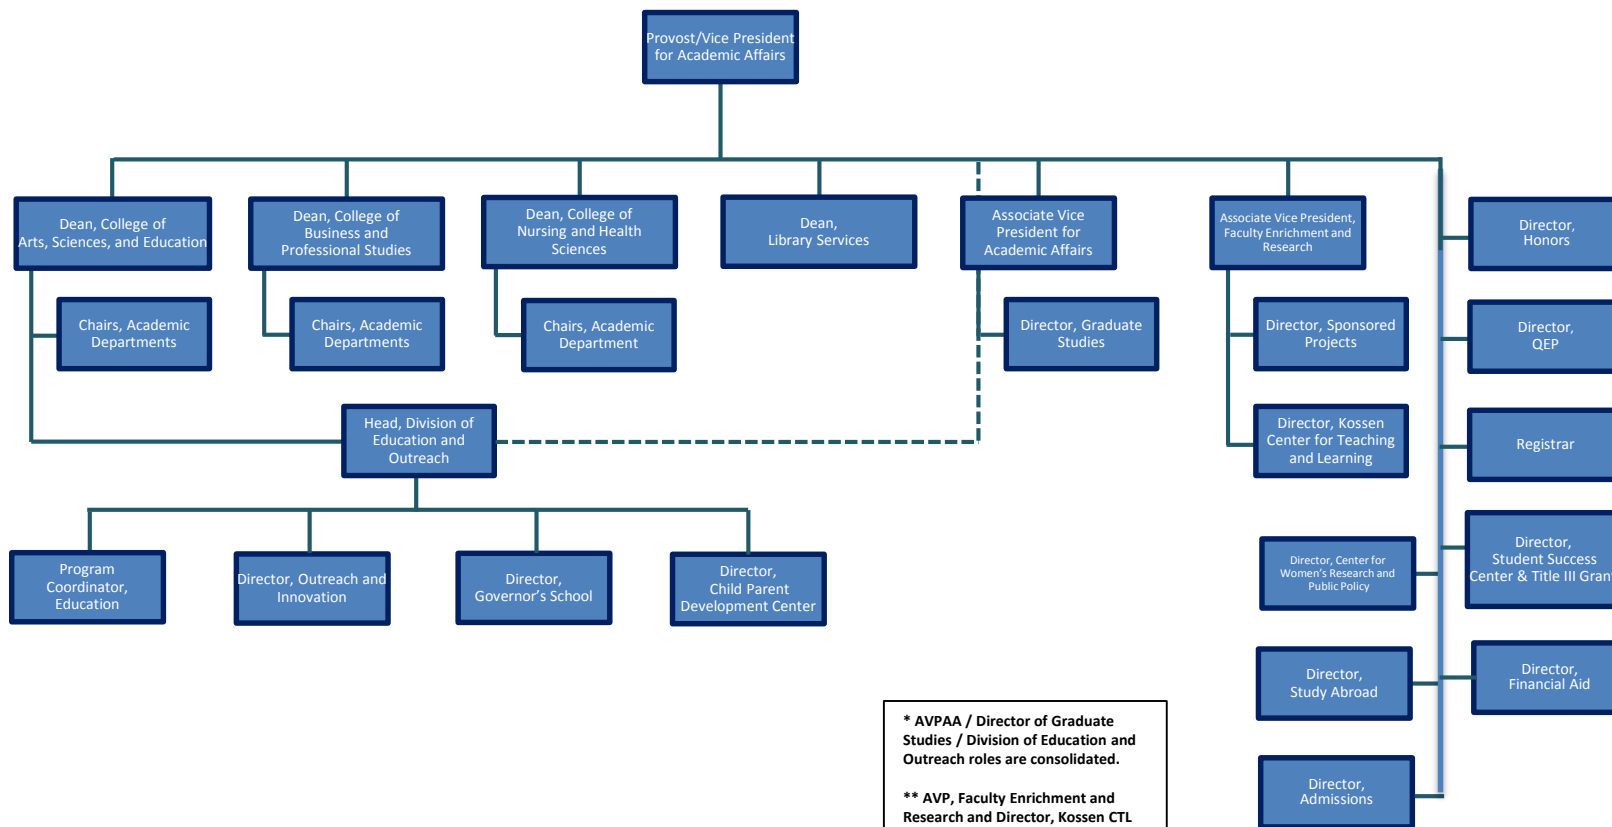 Provost/Vice President
for Academic Affairs
Dean, College of
Arts, Sciences, and Education
Dean, College of
Business and
Professional Studies
Dean, College of
Nursing and Health
Sciences
Dean,
Library Services
Associate Vice
President for
Academic Affairs
Associate Vice President,
Faculty Enrichment and
Research
Director,
Honors
Chairs, Academic
Departments
Chairs, Academic
Departments
Chairs, Academic
Department
Director, Graduate
Studies
Director, Sponsored
Projects
Director,
QEP
Head, Division of
Education and
Outreach
Director, Kossen
Center for Teaching
and Learning
Registrar
Program
Coordinator,
Education
Director, Outreach and
Innovation
Director,
Governor’s School
Director,
Child Parent
Development Center
Director, Center for
Women’s Research and
Public Policy
Director,
Student Success
Center & Title III Grant
Director,
Study Abroad
Director,
Financial Aid
Director,
Admissions
* AVPAA / Director of Graduate
Studies / Division of Education and
Outreach roles are consolidated.
** AVP, Faculty Enrichment and
Research and Director, Kossen CTL